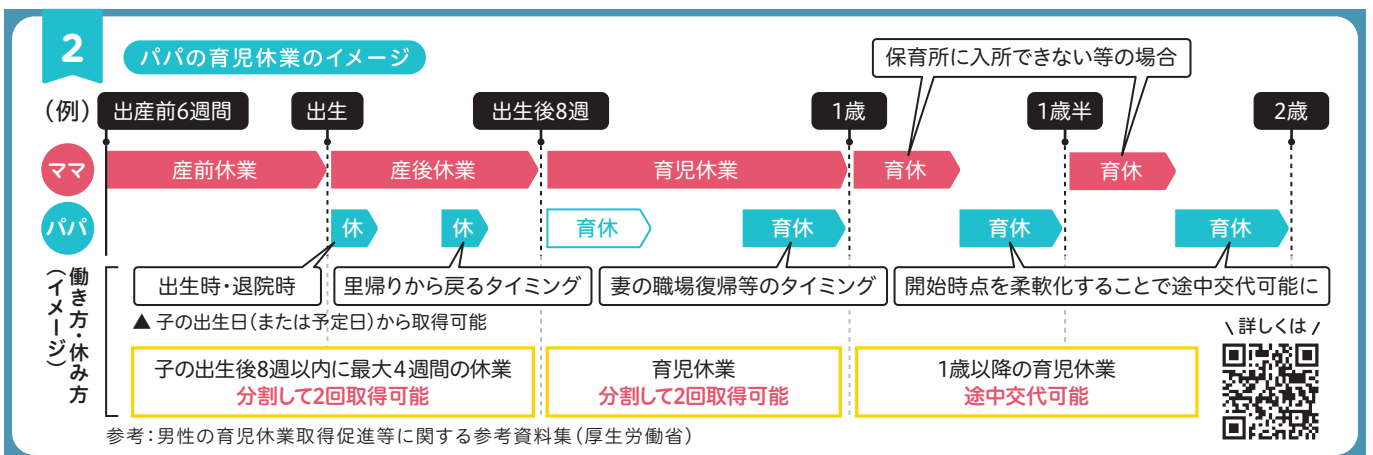 2
パパの育児休業のイメージ
保育所に入所できない等の場合
(例)
出産前6週間
出生
出生後8週
1歳
1歳半
2歳
ママ
産前休業
産後休業
育児休業
育休
育休
パパ
休
休
育休
育休
育休
育休
働き方・休み方
(イメージ)
出生時・退院時
里帰りから戻るタイミング
妻の職場復帰等のタイミング
開始時点を柔軟化することで途中交代可能に
▲ 子の出生日(または予定日)から取得可能
\ 詳しくは /
子の出生後8週以内に最大4週間の休業
分割して2回取得可能
育児休業
分割して2回取得可能
1歳以降の育児休業
途中交代可能
参考:男性の育児休業取得促進等に関する参考資料集(厚生労働省)